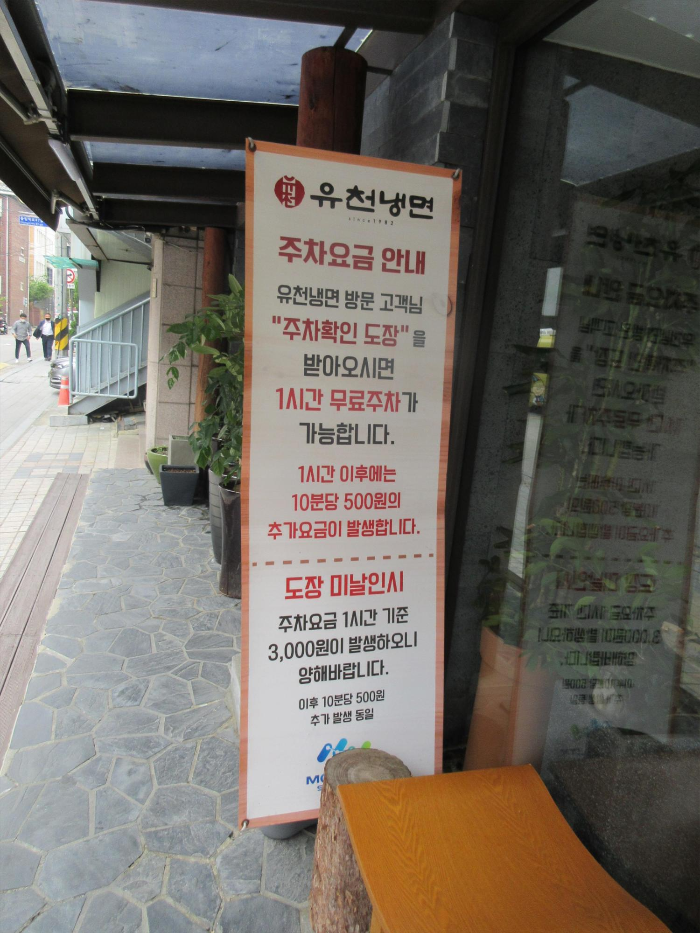 유천냉면
since 1982
주차요금 안내
유천냉면 방문 고객님
"주차확인 도장"을
받아오시면
1시간 무료주차가
가능합니다.
1시간 이후에는
10분당 500원의
추가요금이 발생합니다.
도장 미날인시
주차요금 1시간 기준
3,000원이 발생하오니
양해바랍니다.
이후 10분당 500원
추가 발생 동일